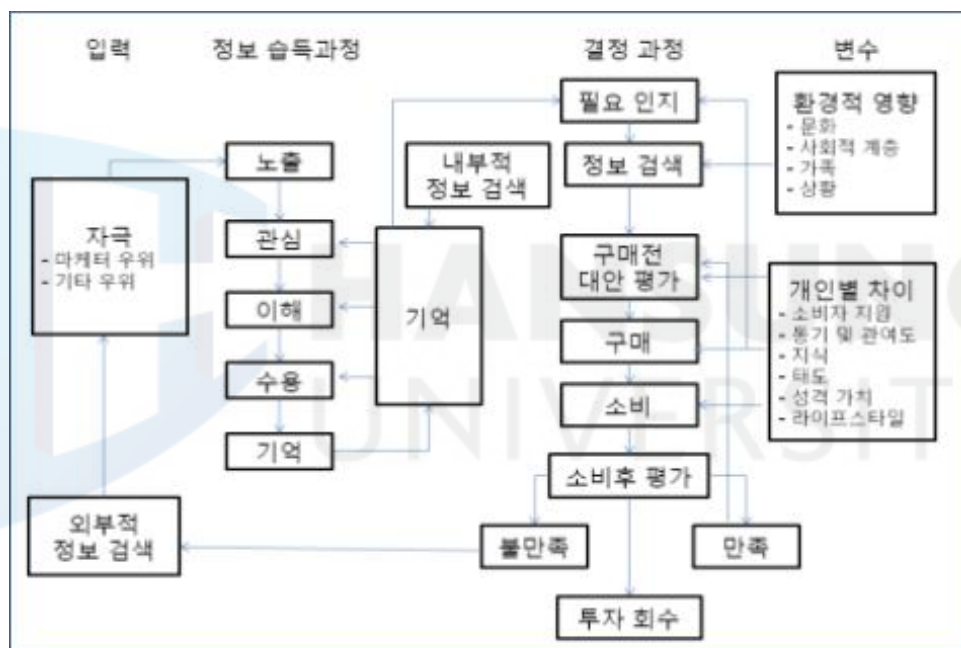 입력
정보 습득과정
결정 과정
변수
필요 인지
환경적 영향
- 문화
- 사회적 계층
- 가족
- 상황
노출
내부적
정보 검색
정보 검색
자극
- 마케터 우위
- 기타 우위
관심
이해
수용
기억
기억
구매전
대안 평가
구매
소비
개인별 차이
- 소비자 지원
- 동기 및 관여도
- 지식
- 태도
- 성격 가치
- 라이프스타일
소비후 평가
외부적
정보 검색
불만족
만족
투자 회수
HANSUNG
UNIVERSIT